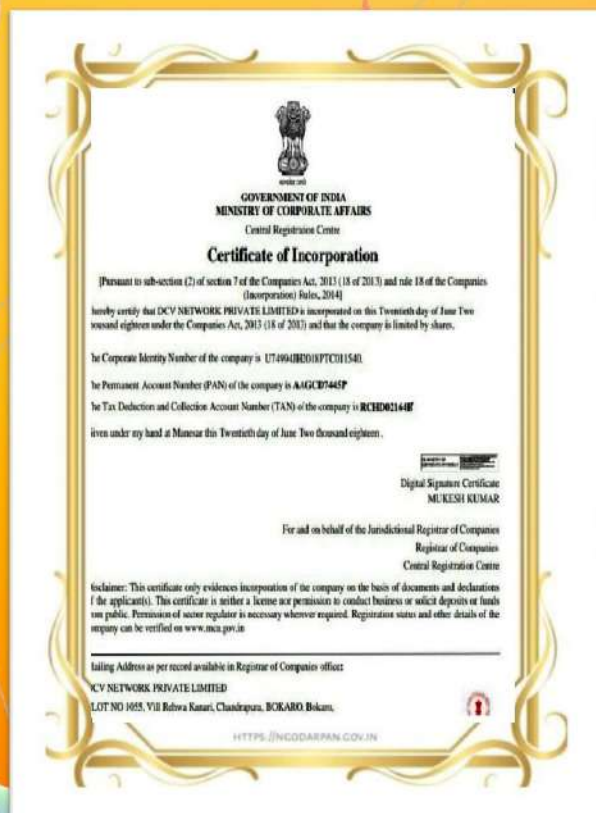 GOVERNMENT OF INDIA
MINISTRY OF CORPORATE AFFAIRS
Central Registration Centre
Certificate of Incorporation
[Pursuant to sub-section (2) of section 7 of the Companies Act, 2013 (18 of 2013) and rule 18 of the Companies
(Incorporation) Rules, 2014]
hereby certify that DCV NETWORK PRIVATE LIMITED is incorporated on this Twentieth day of June Two
ousand eighteen under the Companies Act, 2013 (18 of 2013) and that the company is limited by shares.
he Corporate Identity Number of the company is U74994JH2018PTC011540.
he Permanent Account Number (PAN) of the company is AAGCD7445P
he Tax Deduction and Collection Account Number (TAN) of the company is
iven under my hand at Manesar this Twentieth day of June Two thousand eighteen .
Digital Signature Certificate
MUKESH KUMAR
For and on behalf of the Jurisdictional Registrar of Companies
Registrar of Companies
Central Registration Centre
isclaimer: This certificate only evidences incorporation of the company on the basis of documents and declarations
f the applicant(s). This certificate is neither a license nor permission to conduct business or solicit deposits or funds
om public. Permission of sector regulator is necessary wherever required. Registration status and other details of the
ompany can be verified on www.mca.gov.in
ailing Address as per record available in Registrar of Companies office:
CV NETWORK PRIVATE LIMITED
LOT NO 1055, Vill Rehwa Kanari, Chandrapura, BOKARO, Bokaro,
HTTPS://NGODARPAN.GOV.IN